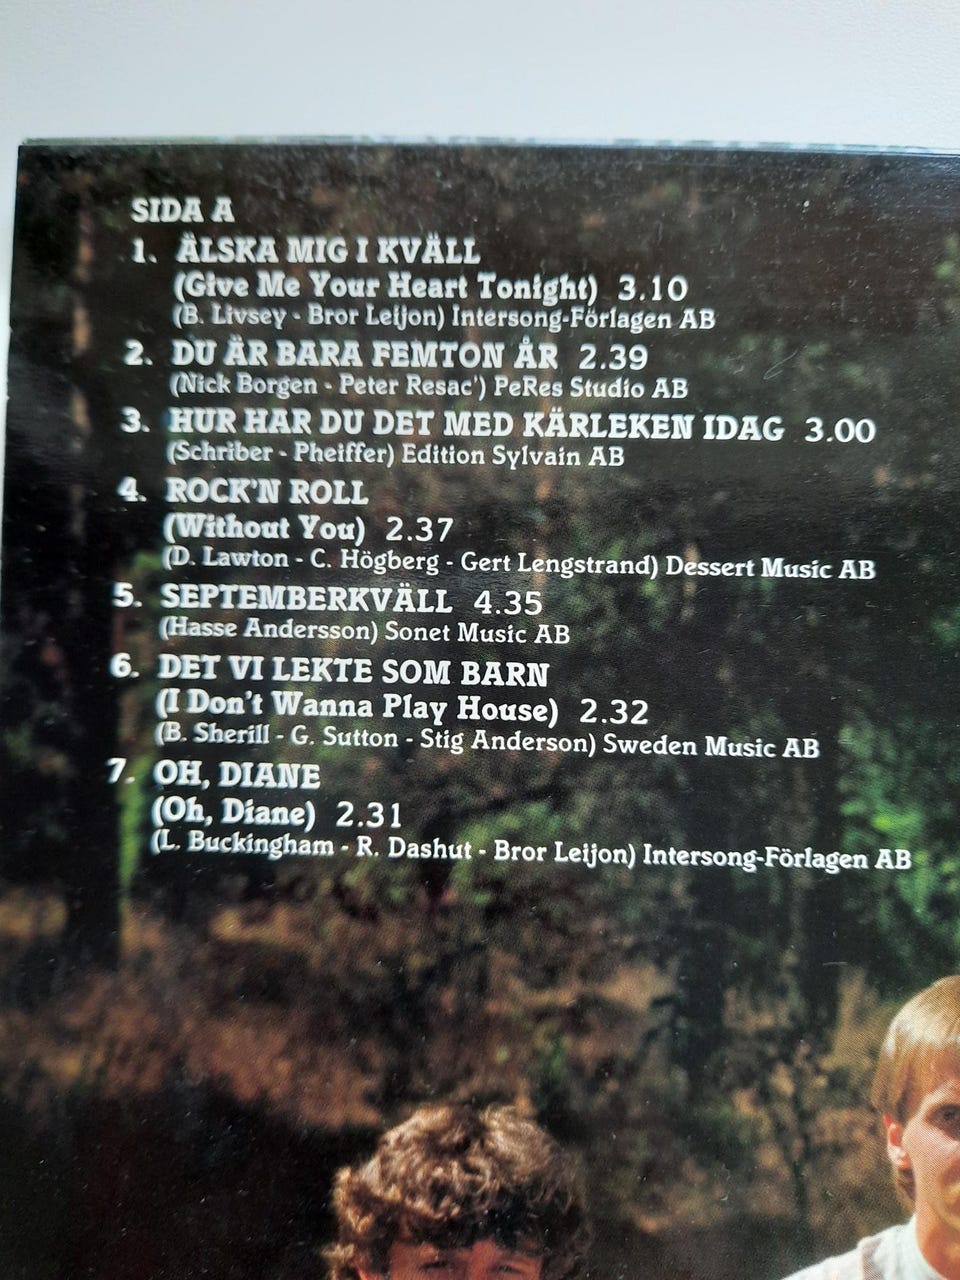 SIDA A
1. ÄLSKA MIG I KVÄLL
(Give Me Your Heart Tonight) 3.10
(B. Livsey - Bror Leijon) Intersong-Förlagen AB
2. DU ÄR BARA FEMTON ÅR 2.39
(Nick Borgen - Peter Resac') PeRes Studio AB
3. HUR HAR DU DET MED KÄRLEKEN IDAG 3.00
(Schriber - Pheiffer) Edition Sylvain AB
4. ROCK'N ROLL
(Without You) 2.37
(D. Lawton - C. Högberg - Gert Lengstrand) Dessert Music AB
5. SEPTEMBERKVÄLL 4.35
(Hasse Andersson) Sonet Music AB
6. DET VI LEKTE SOM BARN
(I Don't Wanna Play House) 2.32
(B. Sherill - G. Sutton - Stig Anderson) Sweden Music AB
7. OH, DIANE
(Oh, Diane) 2.31
(L. Buckingham - R. Dashut - Bror Leijon) Intersong-Förlagen AB